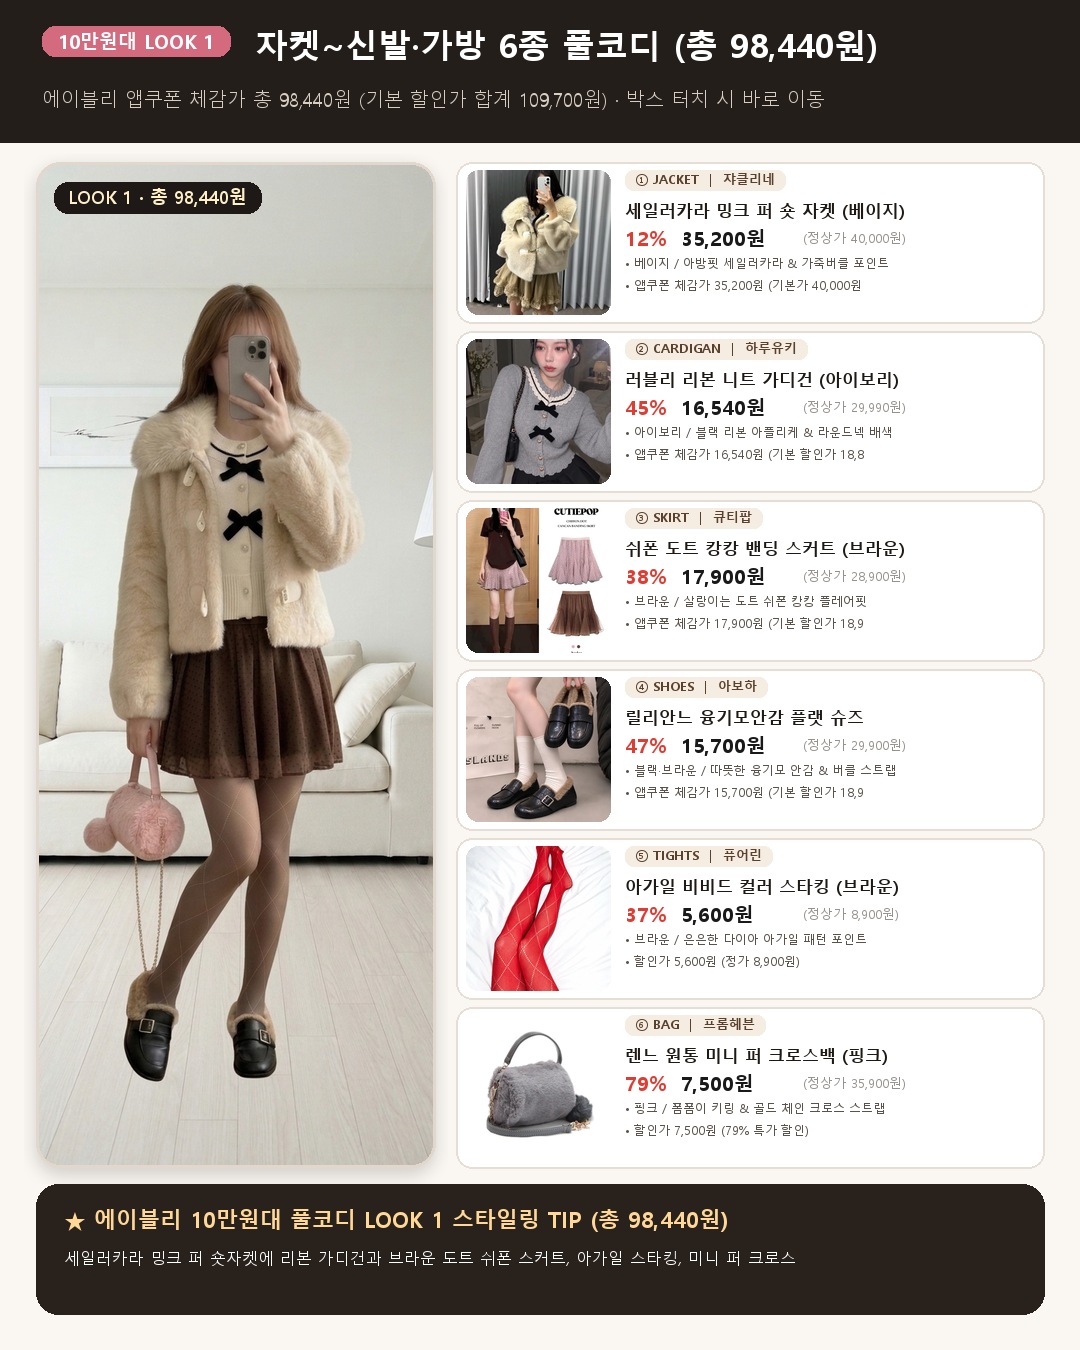 10만원대 LOOK 1
자켓~신발·가방 6종 풀코디 (총 98,440원)
에이블리 앱쿠폰 체감가 총 98,440원 (기본 할인가 합계 109,700원) · 박스 터치 시 바로 이동
LOOK 1 · 총 98,440원
① JACKET | 쟈클리네
세일러카라 밍크 퍼 숏 자켓 (베이지)
12% 35,200원 (정상가 40,000원)
• 베이지 / 아방핏 세일러카라 & 가죽버클 포인트
• 앱쿠폰 체감가 35,200원 (기본가 40,000원
② CARDIGAN | 하루유키
러블리 리본 니트 가디건 (아이보리)
45% 16,540원 (정상가 29,990원)
• 아이보리 / 블랙 리본 아플리케 & 라운드넥 배색
• 앱쿠폰 체감가 16,540원 (기본 할인가 18,8
CUTIEPOP
③ SKIRT | 큐티팝
쉬폰 도트 캉캉 밴딩 스커트 (브라운)
38% 17,900원 (정상가 28,900원)
• 브라운 / 살랑이는 도트 쉬폰 캉캉 플레어핏
• 앱쿠폰 체감가 17,900원 (기본 할인가 18,9
SLANDS
④ SHOES | 아보하
릴리안느 융기모안감 플랫 슈즈
47% 15,700원 (정상가 29,900원)
• 블랙·브라운 / 따뜻한 융기모 안감 & 버클 스트랩
• 앱쿠폰 체감가 15,700원 (기본 할인가 18,9
⑤ TIGHTS | 퓨어린
아가일 비비드 컬러 스타킹 (브라운)
37% 5,600원 (정상가 8,900원)
• 브라운 / 은은한 다이아 아가일 패턴 포인트
• 할인가 5,600원 (정가 8,900원)
⑥ BAG | 프롬헤븐
렌느 원통 미니 퍼 크로스백 (핑크)
79% 7,500원 (정상가 35,900원)
• 핑크 / 폼폼이 키링 & 골드 체인 크로스 스트랩
• 할인가 7,500원 (79% 특가 할인)
★ 에이블리 10만원대 풀코디 LOOK 1 스타일링 TIP (총 98,440원)
세일러카라 밍크 퍼 숏자켓에 리본 가디건과 브라운 도트 쉬폰 스커트, 아가일 스타킹, 미니 퍼 크로스